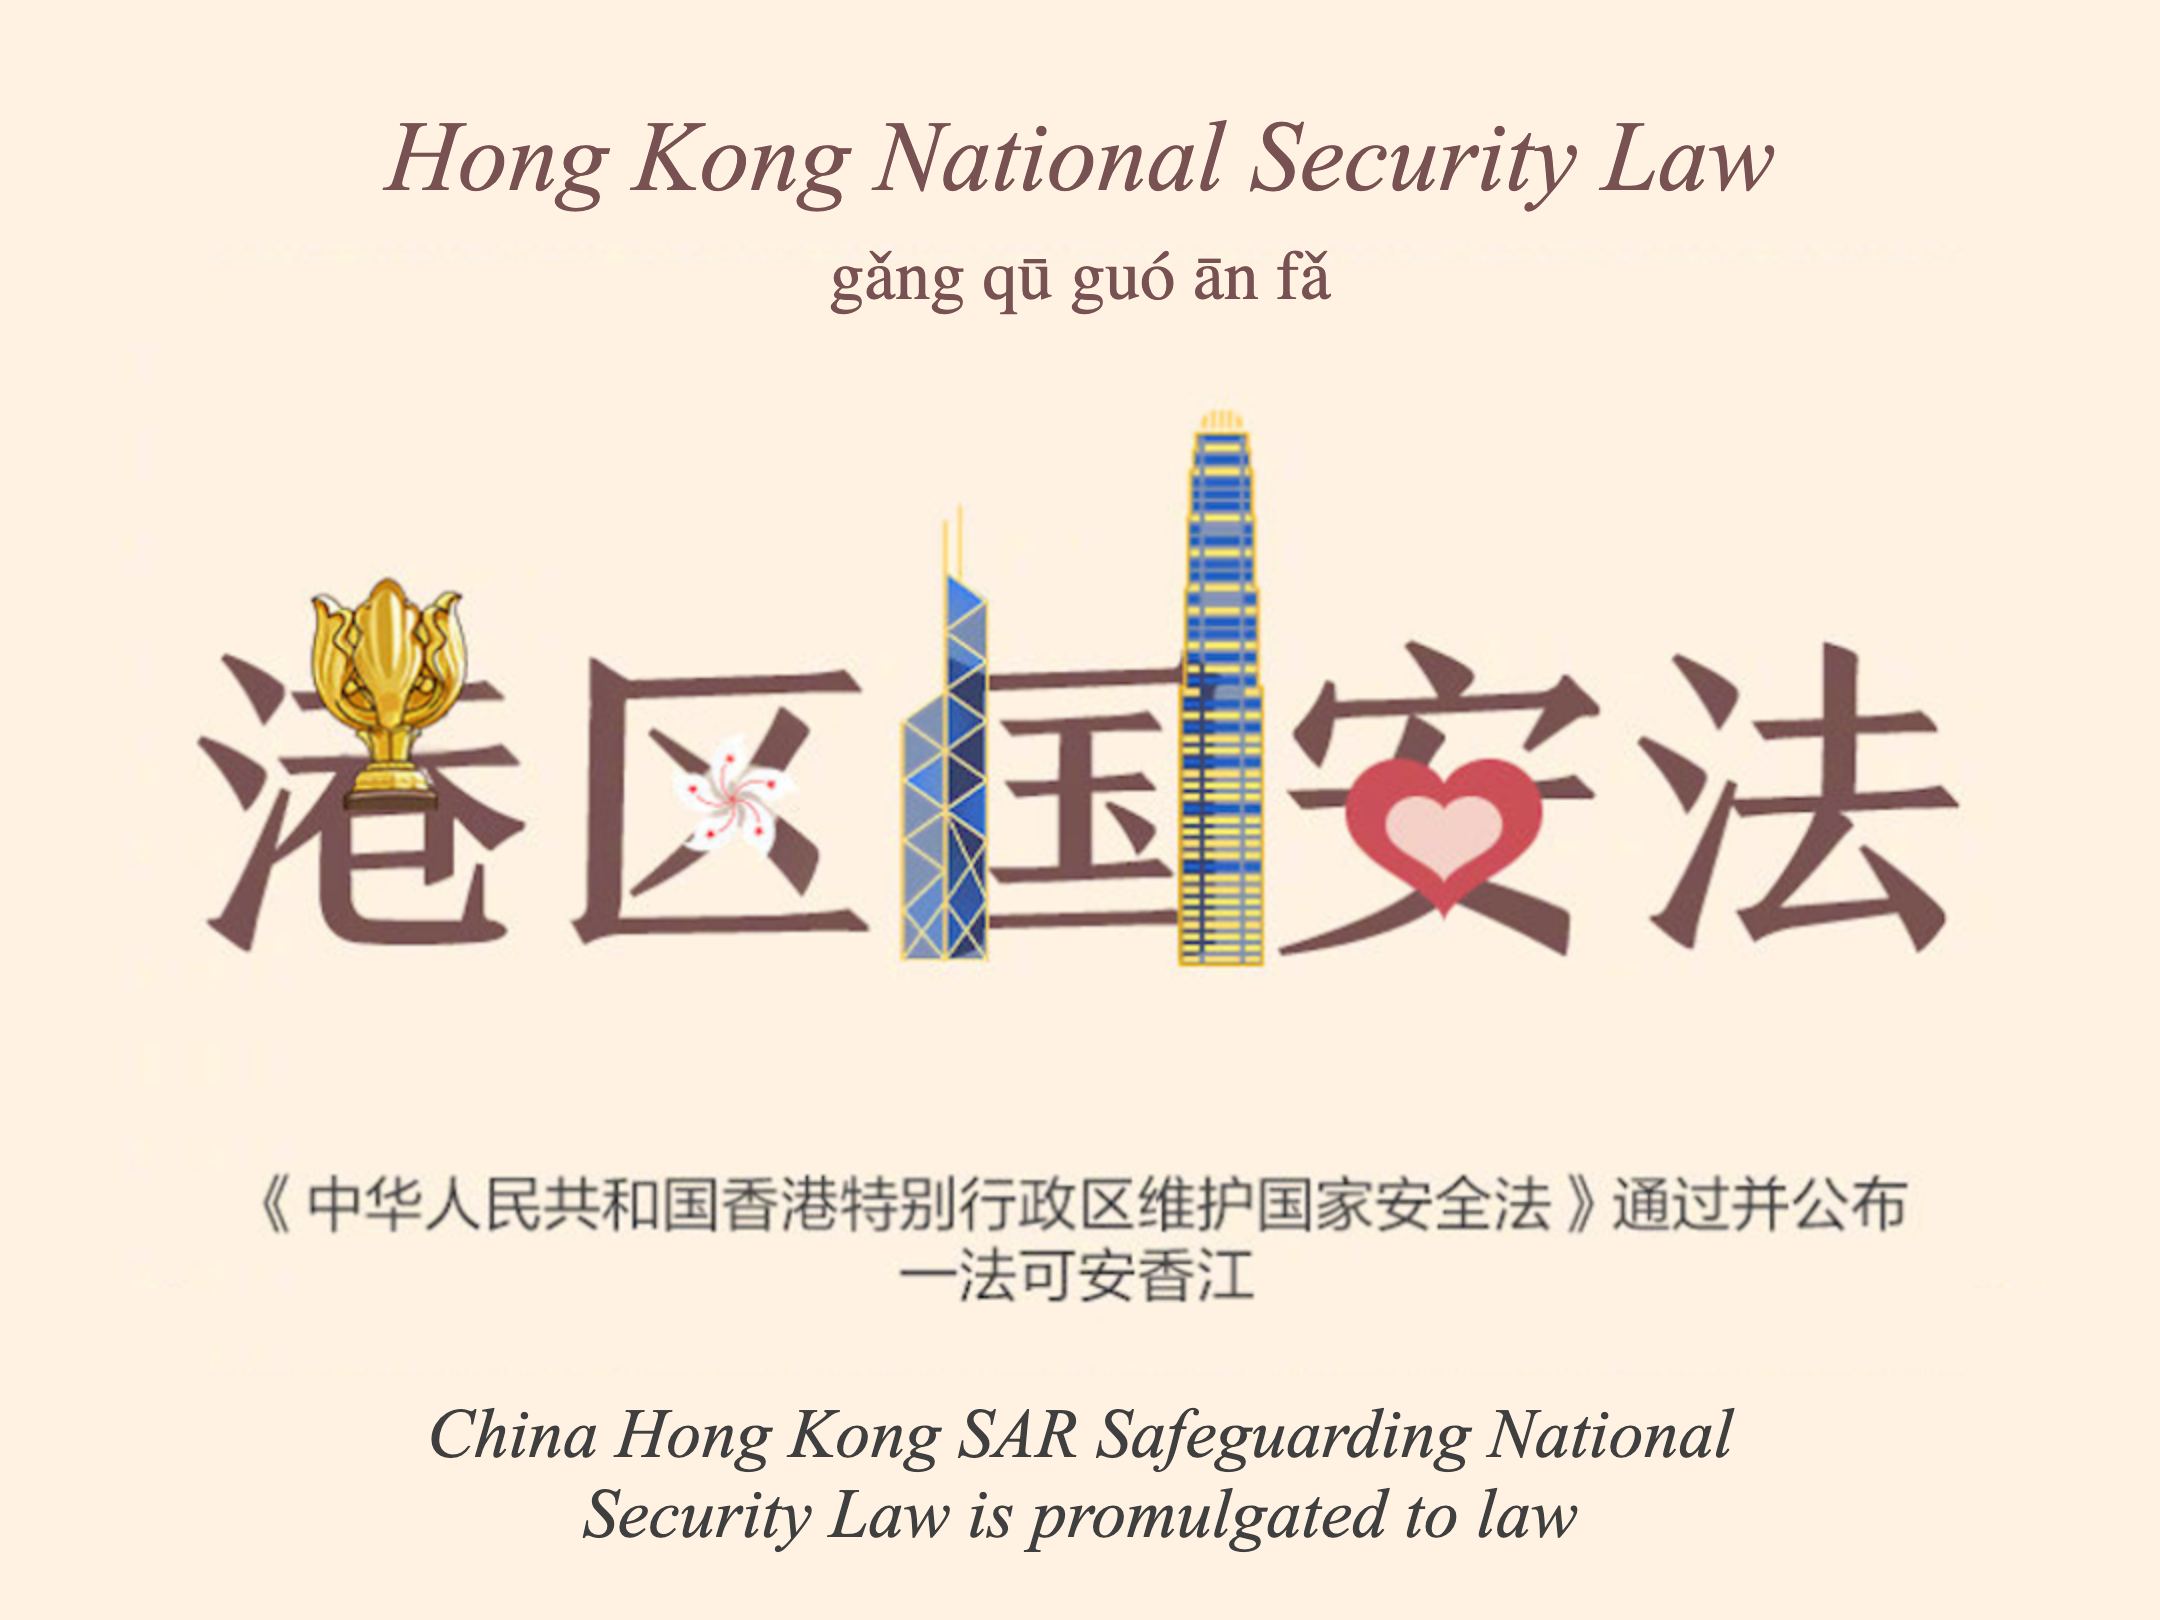 Hong Kong National Security Law
gǎng qū guó ān fǎ
港区国安法
《中华人民共和国香港特别行政区维护国家安全法》通过并公布
一法可安香江
China Hong Kong SAR Safeguarding National
Security Law is promulgated to law